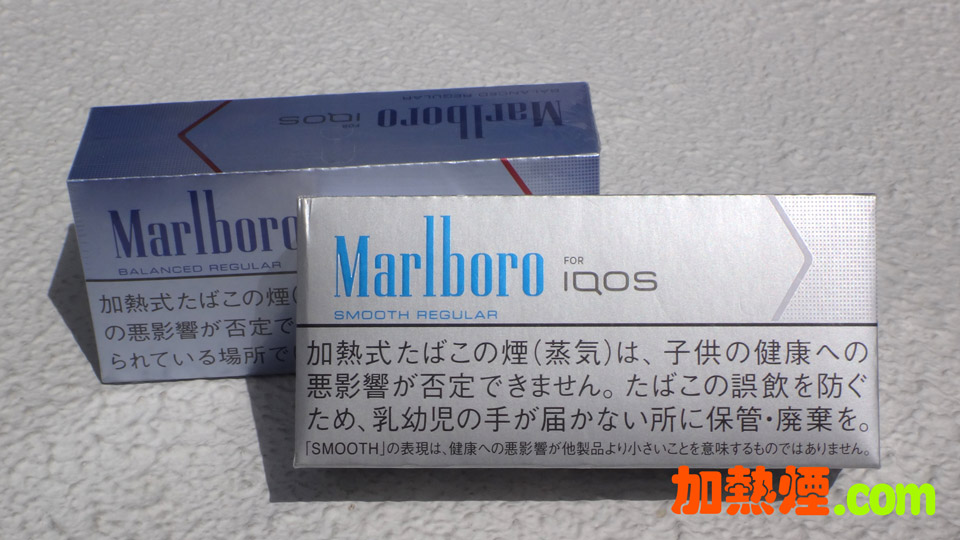 BALANCED REGULAR
Marlboro
FOR
IQOS
Marlboro
BALANCED REGULAR
加熱式たばこの煙(
の悪影響が否定で
られている場所で
Marlboro FOR IQOS
SMOOTH REGULAR
加熱式たばこの煙(蒸気)は、子供の健康への
悪影響が否定できません。たばこの誤飲を防ぐ
ため、乳幼児の手が届かない所に保管・廃棄を。
「SMOOTH」の表現は、健康への悪影響が他製品より小さいことを意味するものではありません。
加熱煙.com